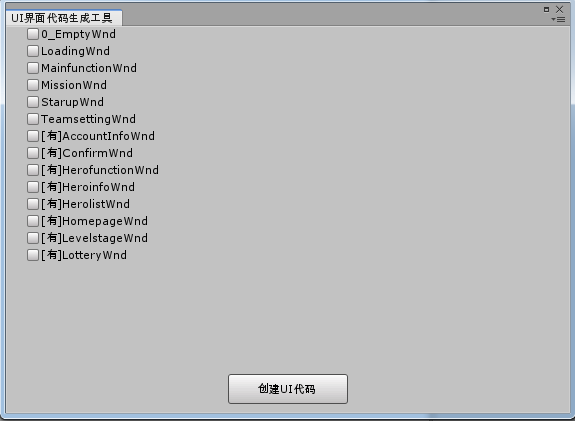 UI界面代码生成工具
0_EmptyWnd
LoadingWnd
MainfunctionWnd
MissionWnd
StarupWnd
TeamsettingWnd
[有]AccountInfoWnd
[有]ConfirmWnd
[有]HerofunctionWnd
[有]HeroinfoWnd
[有]HerolistWnd
[有]HomepageWnd
[有]LevelstageWnd
[有]LotteryWnd
创建UI代码